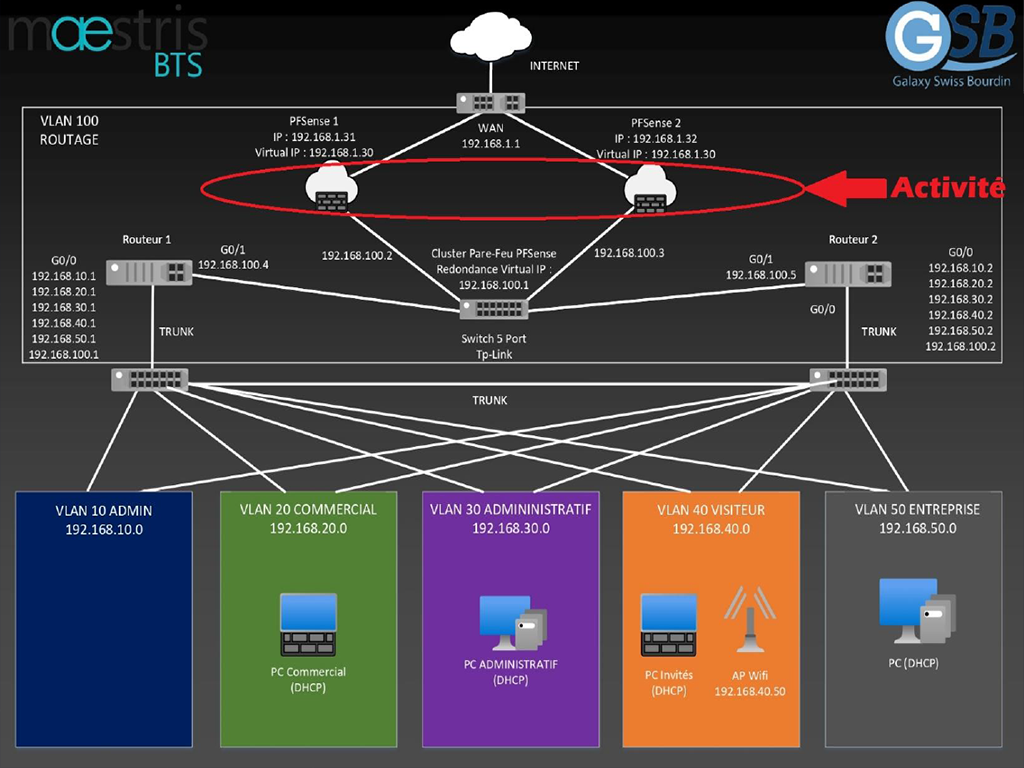 maestris
BTS
GSB
Galaxy Swiss Bourdin
INTERNET
VLAN 100
ROUTAGE
PFSense 1
IP : 192.168.1.31
Virtual IP : 192.168.1.30
WAN
192.168.1.1
PFSense 2
IP : 192.168.1.32
Virtual IP : 192.168.1.30
Activité
Routeur 1
G0/0
192.168.10.1
192.168.20.1
192.168.30.1
192.168.40.1
192.168.50.1
192.168.100.1
G0/1
192.168.100.4
192.168.100.2
Cluster Pare-Feu PFSense
Redondance Virtual IP :
192.168.100.1
192.168.100.3
Routeur 2
G0/1
192.168.100.5
G0/0
G0/0
192.168.10.2
192.168.20.2
192.168.30.2
192.168.40.2
192.168.50.2
192.168.100.2
TRUNK
Switch 5 Port
Tp-Link
TRUNK
TRUNK
VLAN 10 ADMIN
192.168.10.0
VLAN 20 COMMERCIAL
192.168.20.0
VLAN 30 ADMININISTRATIF
192.168.30.0
VLAN 40 VISITEUR
192.168.40.0
VLAN 50 ENTREPRISE
192.168.50.0
PC Commercial
(DHCP)
PC ADMINISTRATIF
(DHCP)
PC Invités
(DHCP)
AP Wifi
192.168.40.50
PC (DHCP)